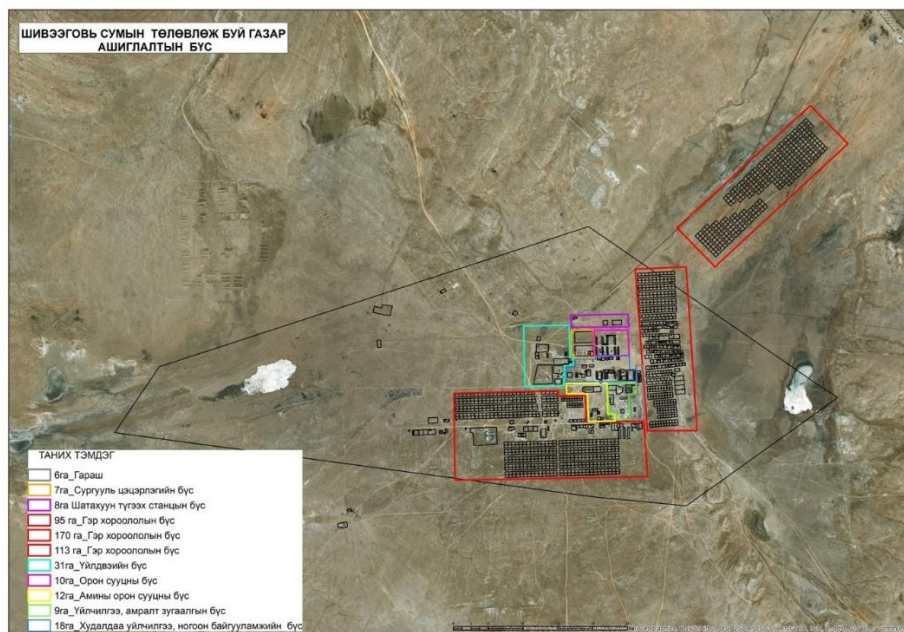 ШИВЭЭГОВЬ СУМЫН ТӨЛӨВЛӨЖ БУЙ ГАЗАР
АШИГЛАЛТЫН БҮС
ТАНИХ ТЭМДЭГ
6га_Гараш
7га_Сургууль цэцэрлэгийн бүс
8га Шатахуун түгээх станцын бүс
95 га_Гэр хорооллын бүс
170 га_Гэр хорооллын бүс
113 га_Гэр хорооллын бүс
31га_Үйлдвэийн бүс
10га_Орон сууцны бүс
12га_Амины орон сууцны бүс
9га_Үйлчилгээ, амралт зугаалгын бүс
18га_Худалдаа үйлчилгээ, ногоон байгууламжийн бүс